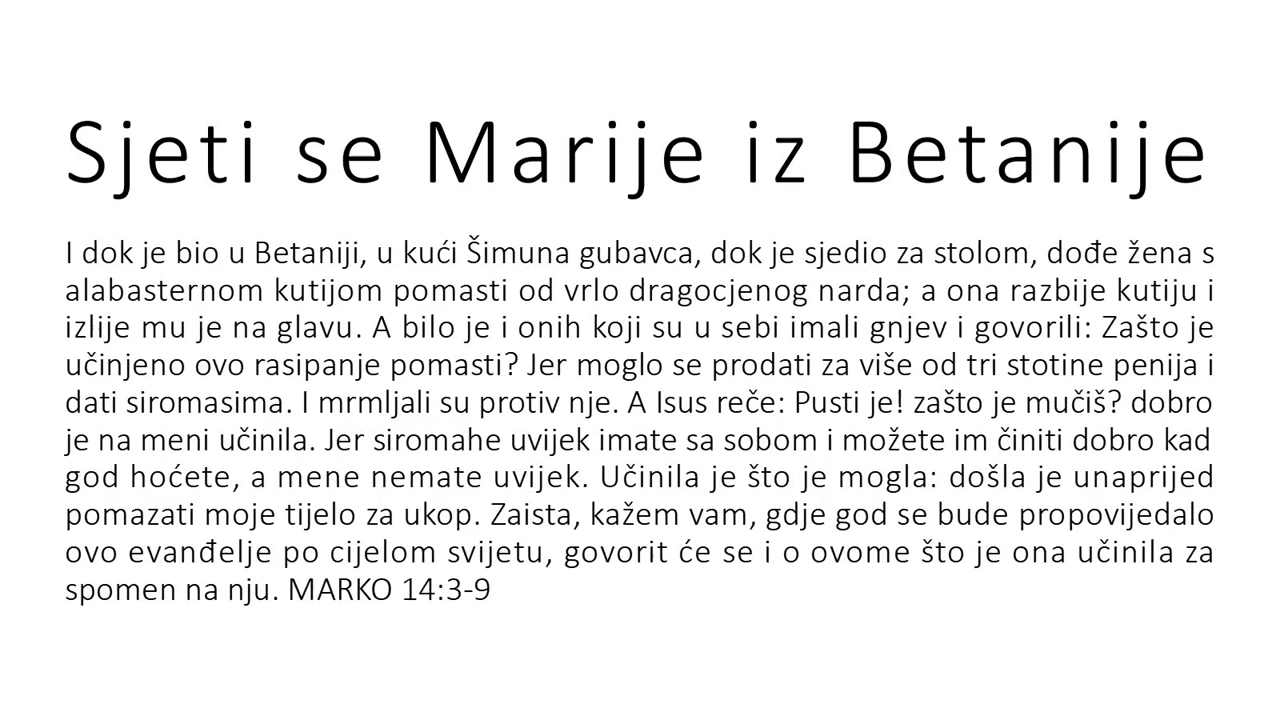 Sjeti se Marije iz Betanije
I dok je bio u Betaniji, u kući Šimuna gubavca, dok je sjedio za stolom, dođe žena s
alabasternom kutijom pomasti od vrlo dragocjenog narda; a ona razbije kutiju i
izlije mu je na glavu. A bilo je i onih koji su u sebi imali gnjev i govorili: Zašto je
učinjeno ovo rasipanje pomasti? Jer moglo se prodati za više od tri stotine penija i
dati siromasima. I mrmljali su protiv nje. A Isus reče: Pusti je! zašto je mučiš? dobro
je na meni učinila. Jer siromahe uvijek imate sa sobom i možete im činiti dobro kad
god hoćete, a mene nemate uvijek. Učinila je što je mogla: došla je unaprijed
pomazati moje tijelo za ukop. Zaista, kažem vam, gdje god se bude propovijedalo
ovo evanđelje po cijelom svijetu, govorit će se i o ovome što je ona učinila za
spomen na nju. MARKO 14:3-9